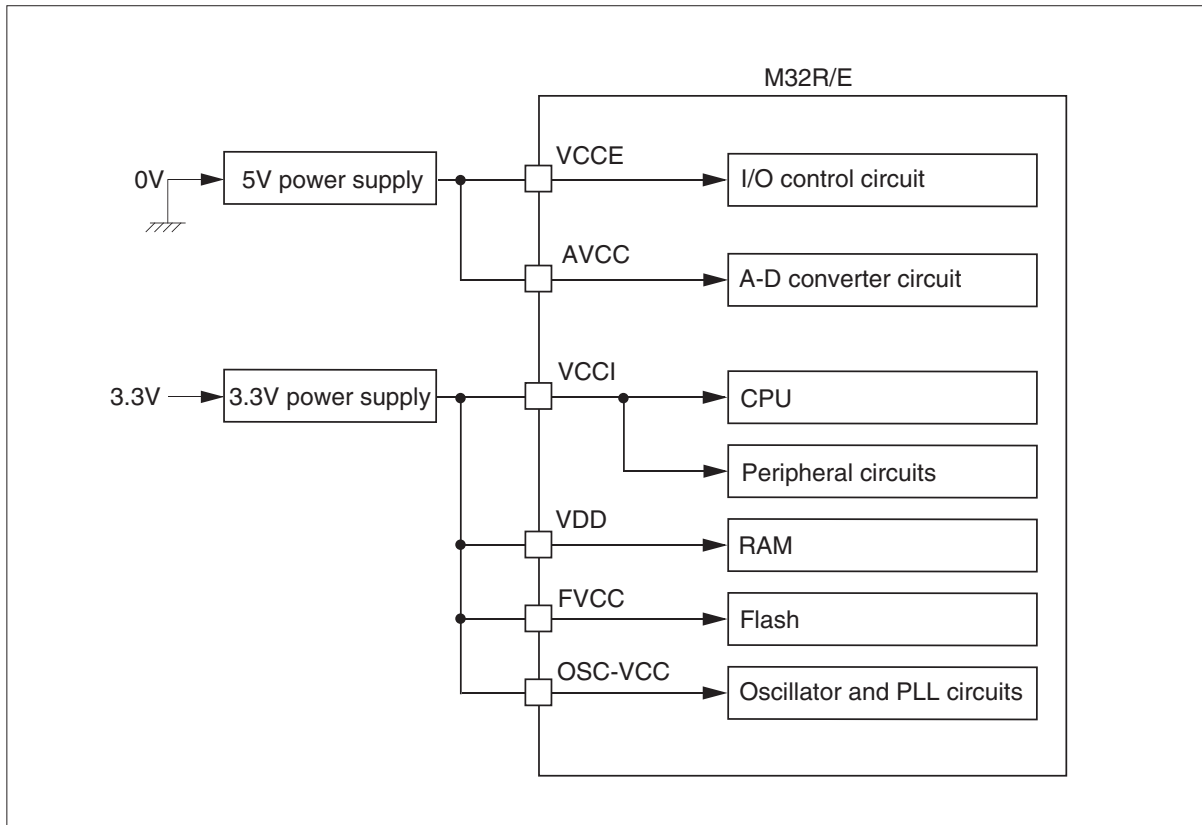 M32R/E
VCCE
0V
5V power supply
I/O control circuit
AVCC
A-D converter circuit
VCCI
3.3V
3.3V power supply
CPU
Peripheral circuits
VDD
RAM
FVCC
Flash
OSC-VCC
Oscillator and PLL circuits